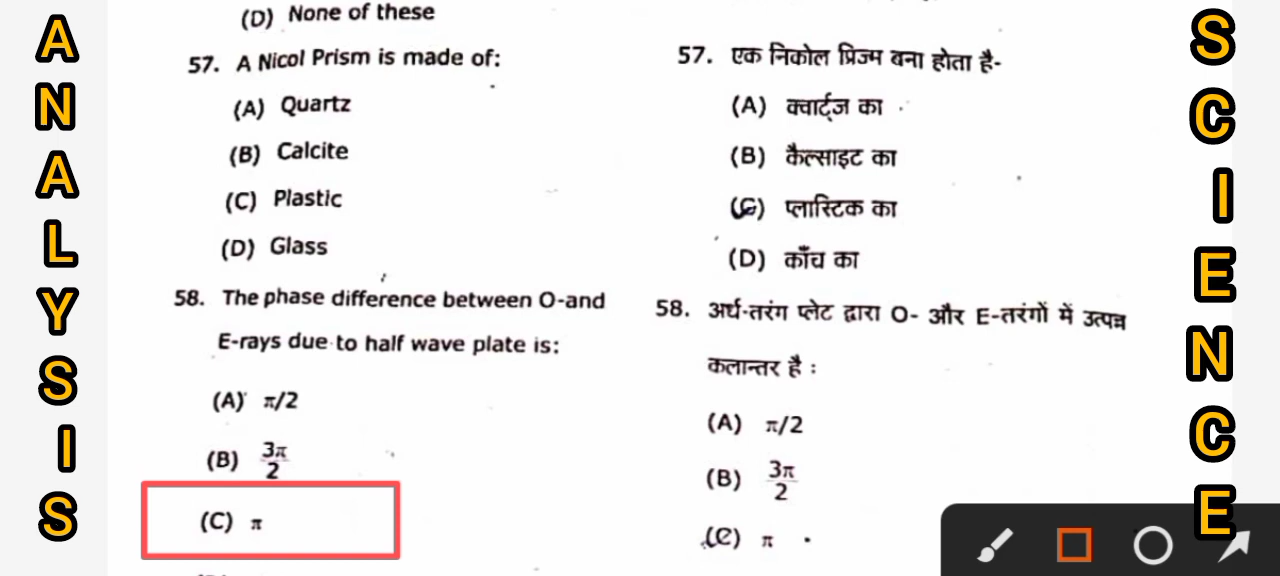 ANALYSIS
(D) None of these
57. A Nicol Prism is made of:
(A) Quartz
(B) Calcite
(C) Plastic
(D) Glass
58. The phase difference between O-and
E-rays due to half wave plate is:
(A) π/2
(B) 3π/2
(C) π
57. एक निकोल प्रिज्म बना होता है-
(A) क्वार्ट्ज का
(B) कैल्साइट का
(C) प्लास्टिक का
(D) काँच का
58. अर्ध-तरंग प्लेट द्वारा O- और E-तरंगों में उत्पन्न
कलान्तर है :
(A) π/2
(B) 3π/2
(C) π
SCIENCE